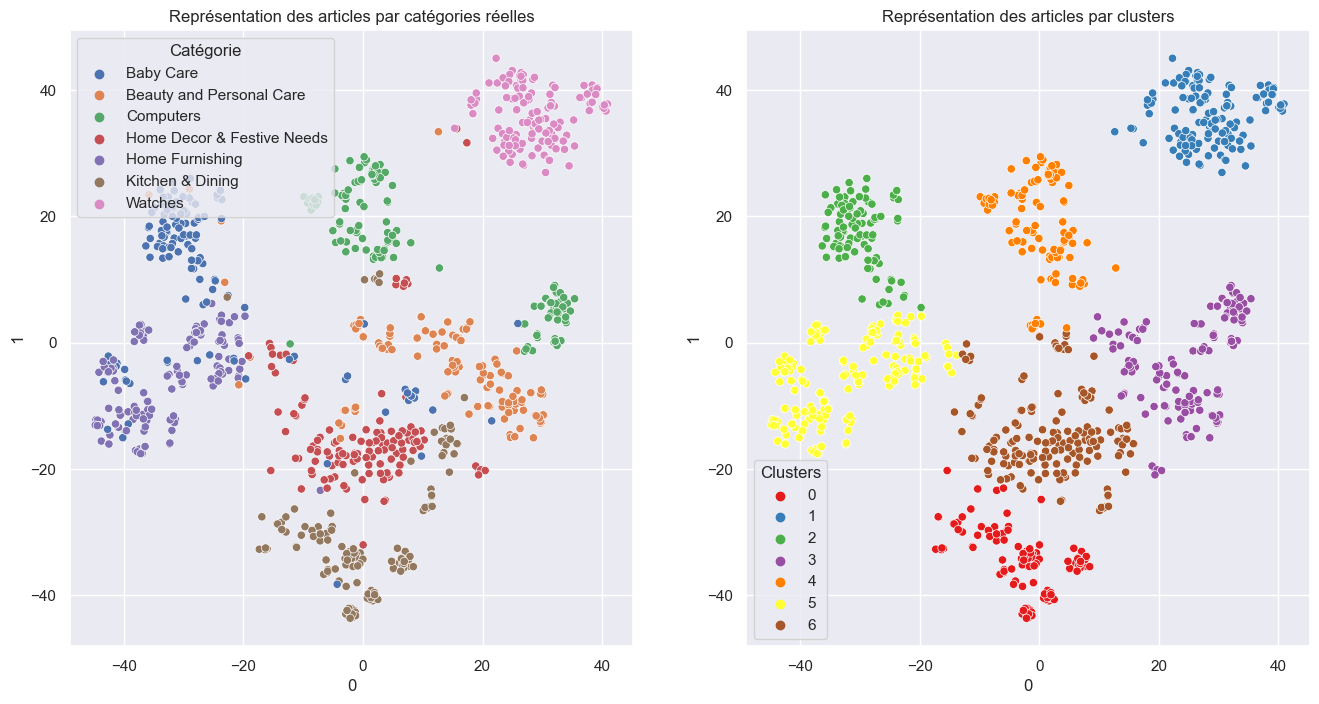 Représentation des articles par catégories réelles
Catégorie
Baby Care
Beauty and Personal Care
Computers
Home Decor & Festive Needs
Home Furnishing
Kitchen & Dining
Watches
40
20
0
−20
−40
1
−40
−20
0
20
40
0
Représentation des articles par clusters
Clusters
0
1
2
3
4
5
6
40
20
0
−20
−40
1
−40
−20
0
20
40
0